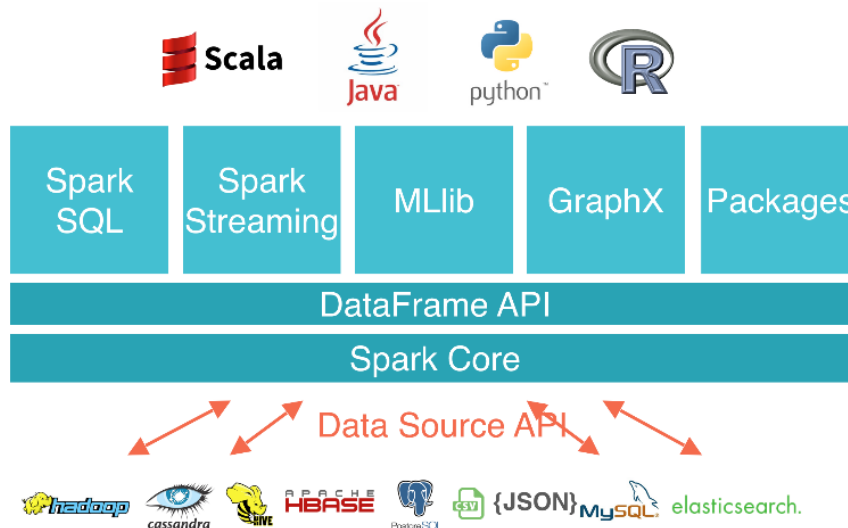 Scala
Java
python™
R
Spark
SQL
Spark
Streaming
MLlib
GraphX
Packages
DataFrame API
Spark Core
Data Source API
hadoop
cassandra
HIVE
APACHE
HBASE
PostgreSQL
CSV
{JSON}
MySQL
elasticsearch.